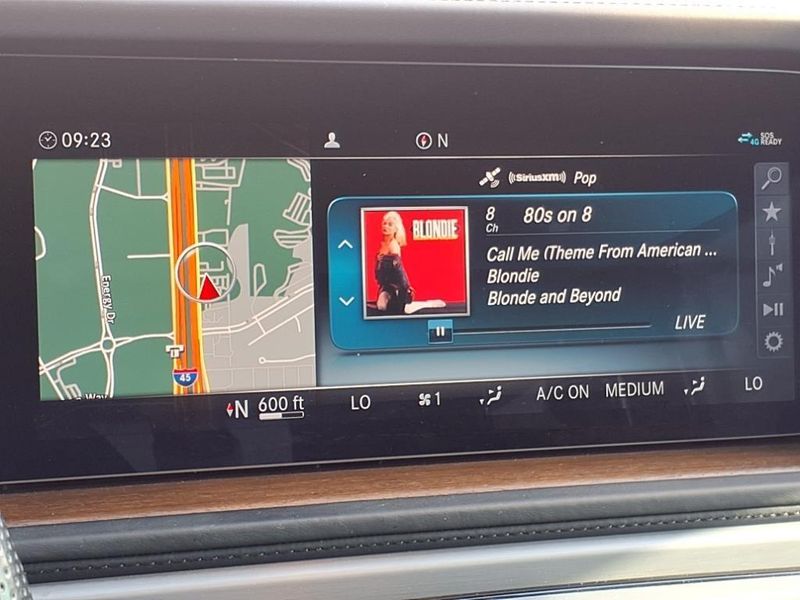 09:23
N
4G
SOS
READY
((SiriusXM)) Pop
Energy Dr
Way
45
BLONDIE
8
Ch
80s on 8
Call Me (Theme From American ...
Blondie
Blonde and Beyond
LIVE
N
600 ft
LO
1
A/C ON
MEDIUM
LO